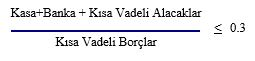 Kasa+Banka + Kısa Vadeli Alacaklar
Kısa Vadeli Borçlar
≤ 0.3